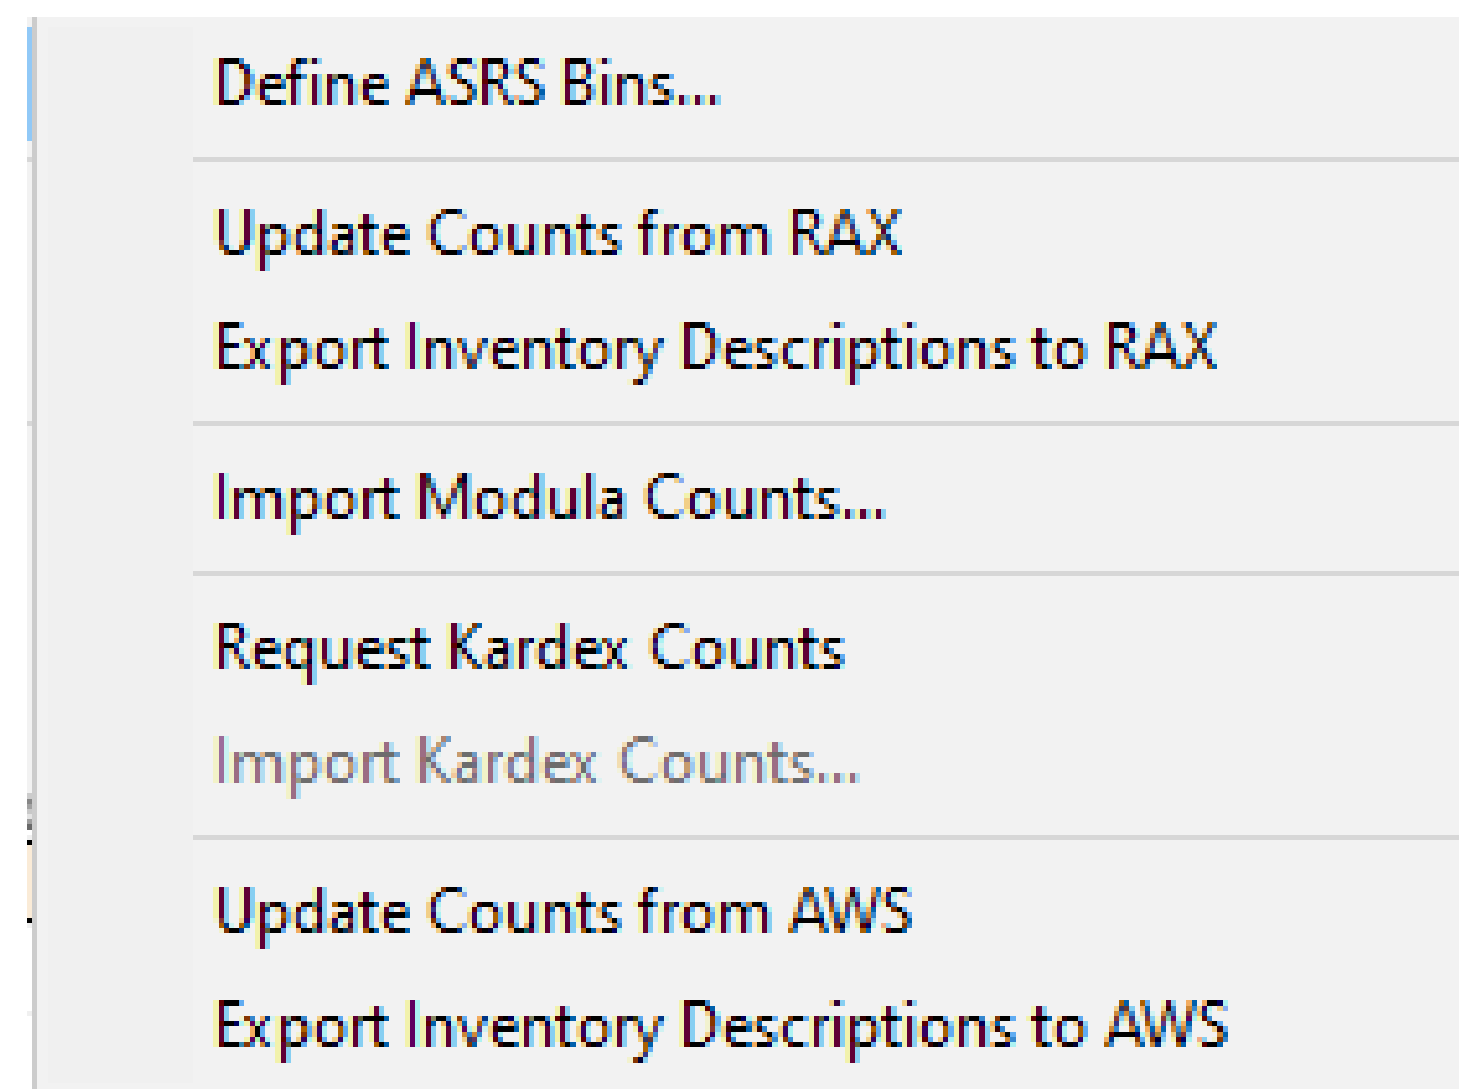 Define ASRS Bins...
Update Counts from RAX
Export Inventory Descriptions to RAX
Import Modula Counts...
Request Kardex Counts
Import Kardex Counts...
Update Counts from AWS
Export Inventory Descriptions to AWS